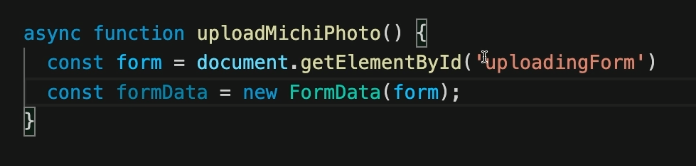 async function uploadMichiPhoto() {
const form = document.getElementById('uploadingForm')
const formData = new FormData(form);
}